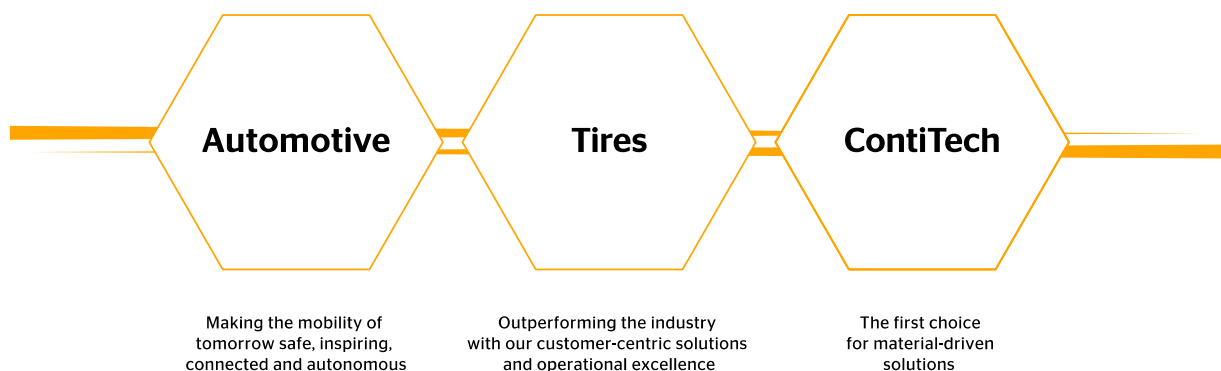 Automotive
Tires
ContiTech
Making the mobility of
tomorrow safe, inspiring,
connected and autonomous
Outperforming the industry
with our customer-centric solutions
and operational excellence
The first choice
for material-driven
solutions